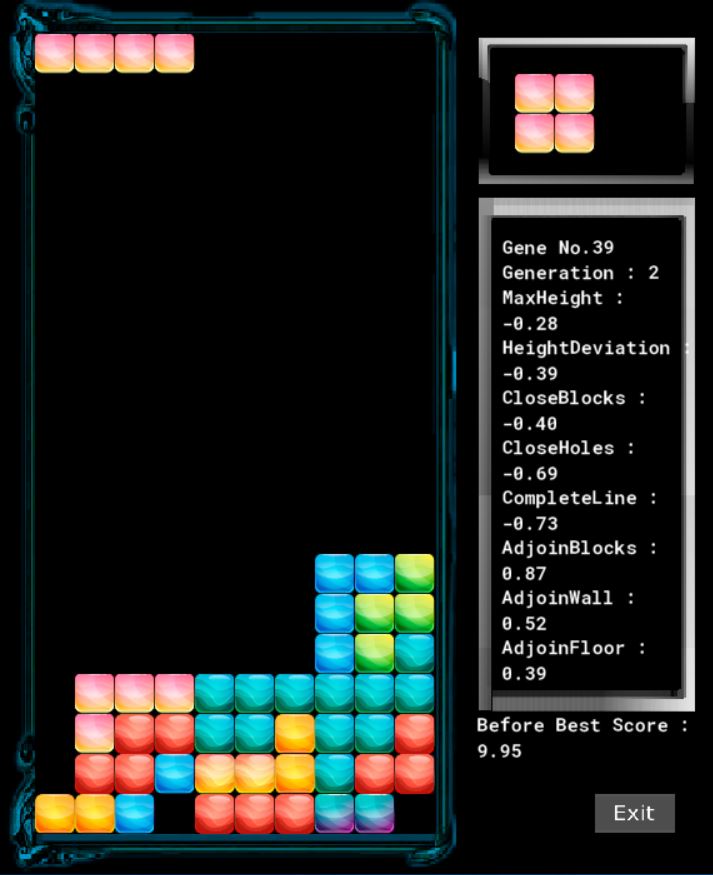 Gene No.39
Generation : 2
MaxHeight :
-0.28
HeightDeviation :
-0.39
CloseBlocks :
-0.40
CloseHoles :
-0.69
CompleteLine :
-0.73
AdjoinBlocks :
0.87
AdjoinWall :
0.52
AdjoinFloor :
0.39
Before Best Score :
9.95
Exit